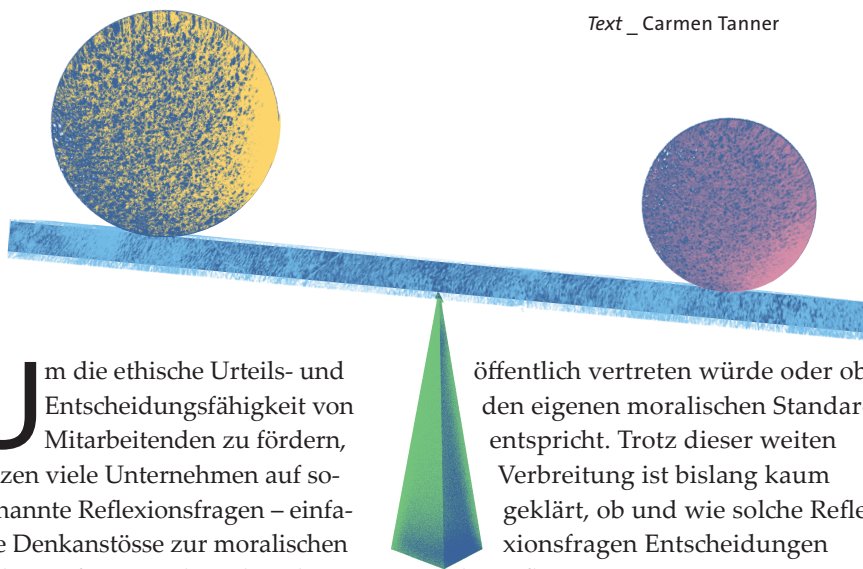 Text _ Carmen Tanner
Um die ethische Urteils- und
Entscheidungsfähigkeit von
Mitarbeitenden zu fördern,
zen viele Unternehmen auf so-
nannte Reflexionsfragen – einfa-
e Denkanstösse zur moralischen
öffentlich vertreten würde oder ob
den eigenen moralischen Standar
entspricht. Trotz dieser weiten
Verbreitung ist bislang kaum
geklärt, ob und wie solche Refle
xionsfragen Entscheidungen